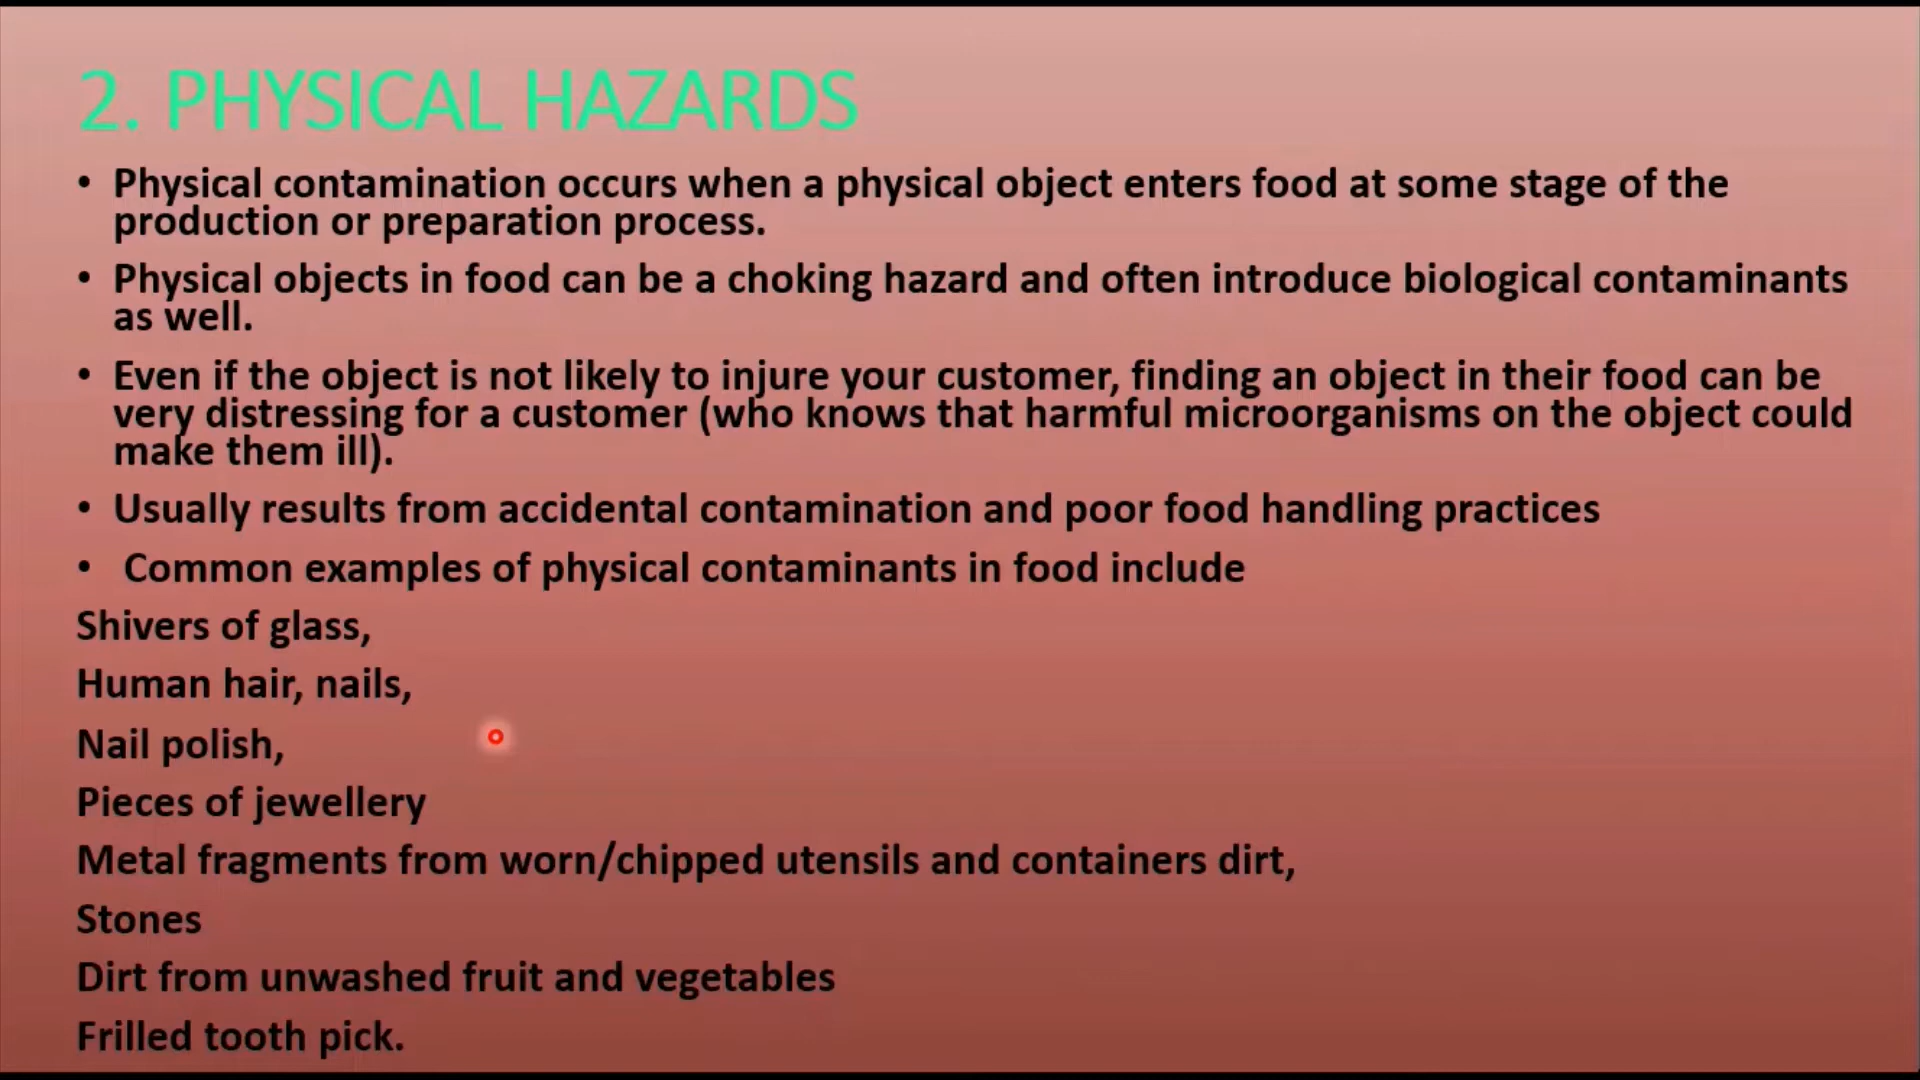 2. PHYSICAL HAZARDS
• Physical contamination occurs when a physical object enters food at some stage of the
production or preparation process.
• Physical objects in food can be a choking hazard and often introduce biological contaminants
as well.
• Even if the object is not likely to injure your customer, finding an object in their food can be
very distressing for a customer (who knows that harmful microorganisms on the object could
make them ill).
• Usually results from accidental contamination and poor food handling practices
• Common examples of physical contaminants in food include
Shivers of glass,
Human hair, nails,
Nail polish,
Pieces of jewellery
Metal fragments from worn/chipped utensils and containers dirt,
Stones
Dirt from unwashed fruit and vegetables
Frilled tooth pick.